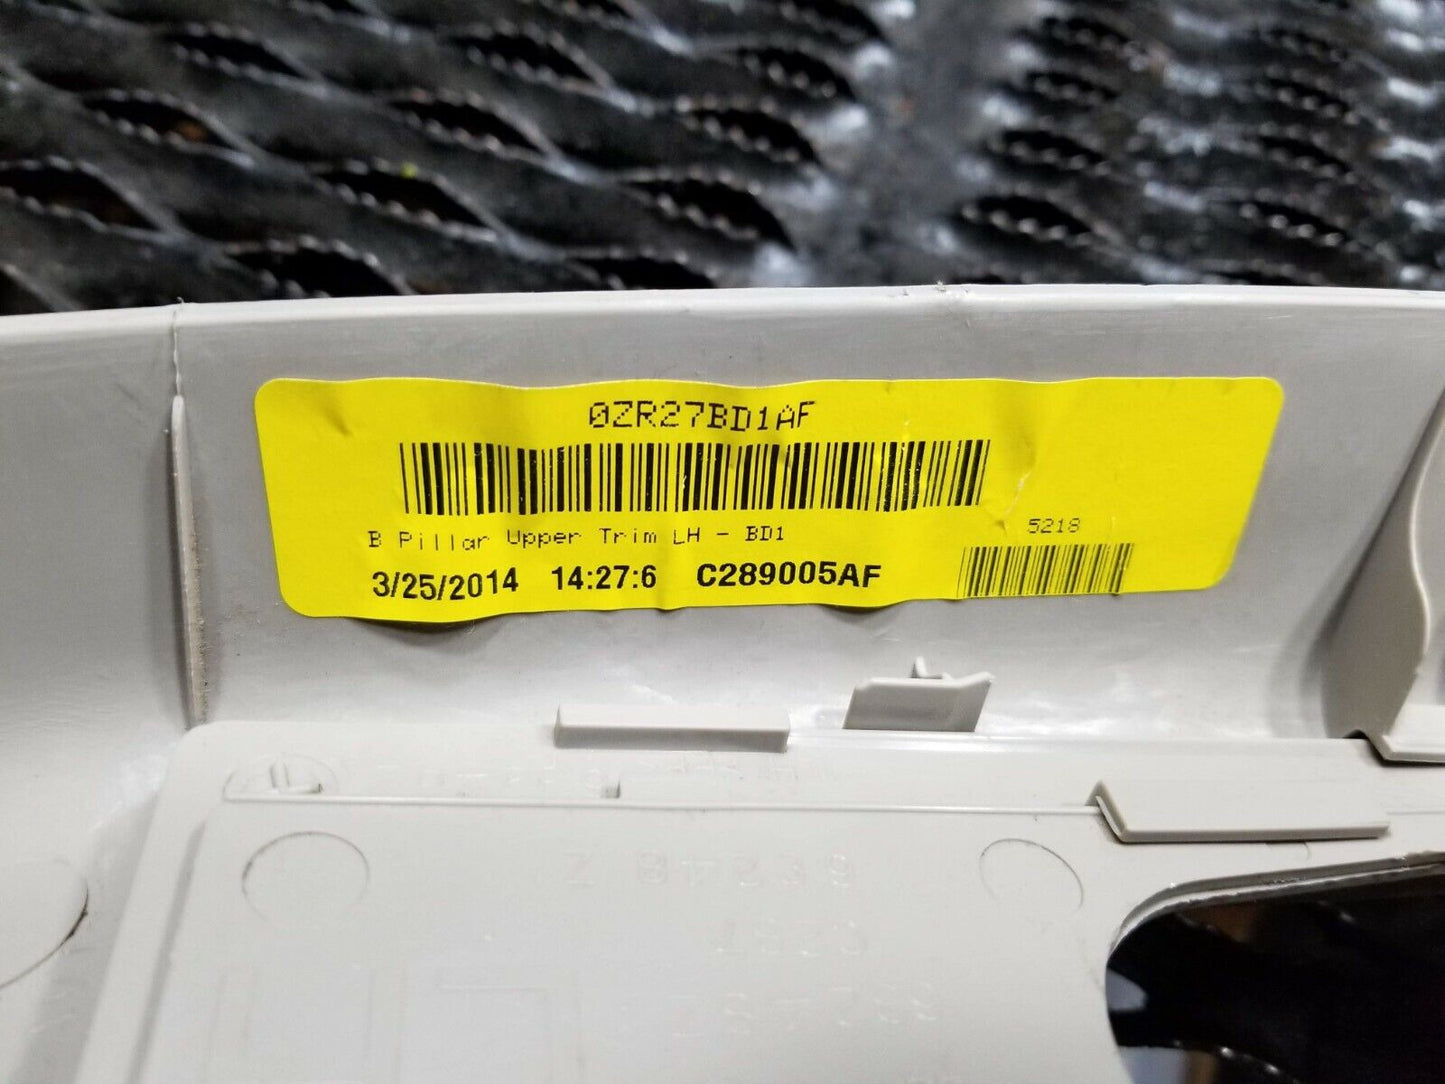 0ZR27BD1AF
B Pillar Upper Trim LH - BD1
5218
3/25/2014 14:27:6 C289005AF